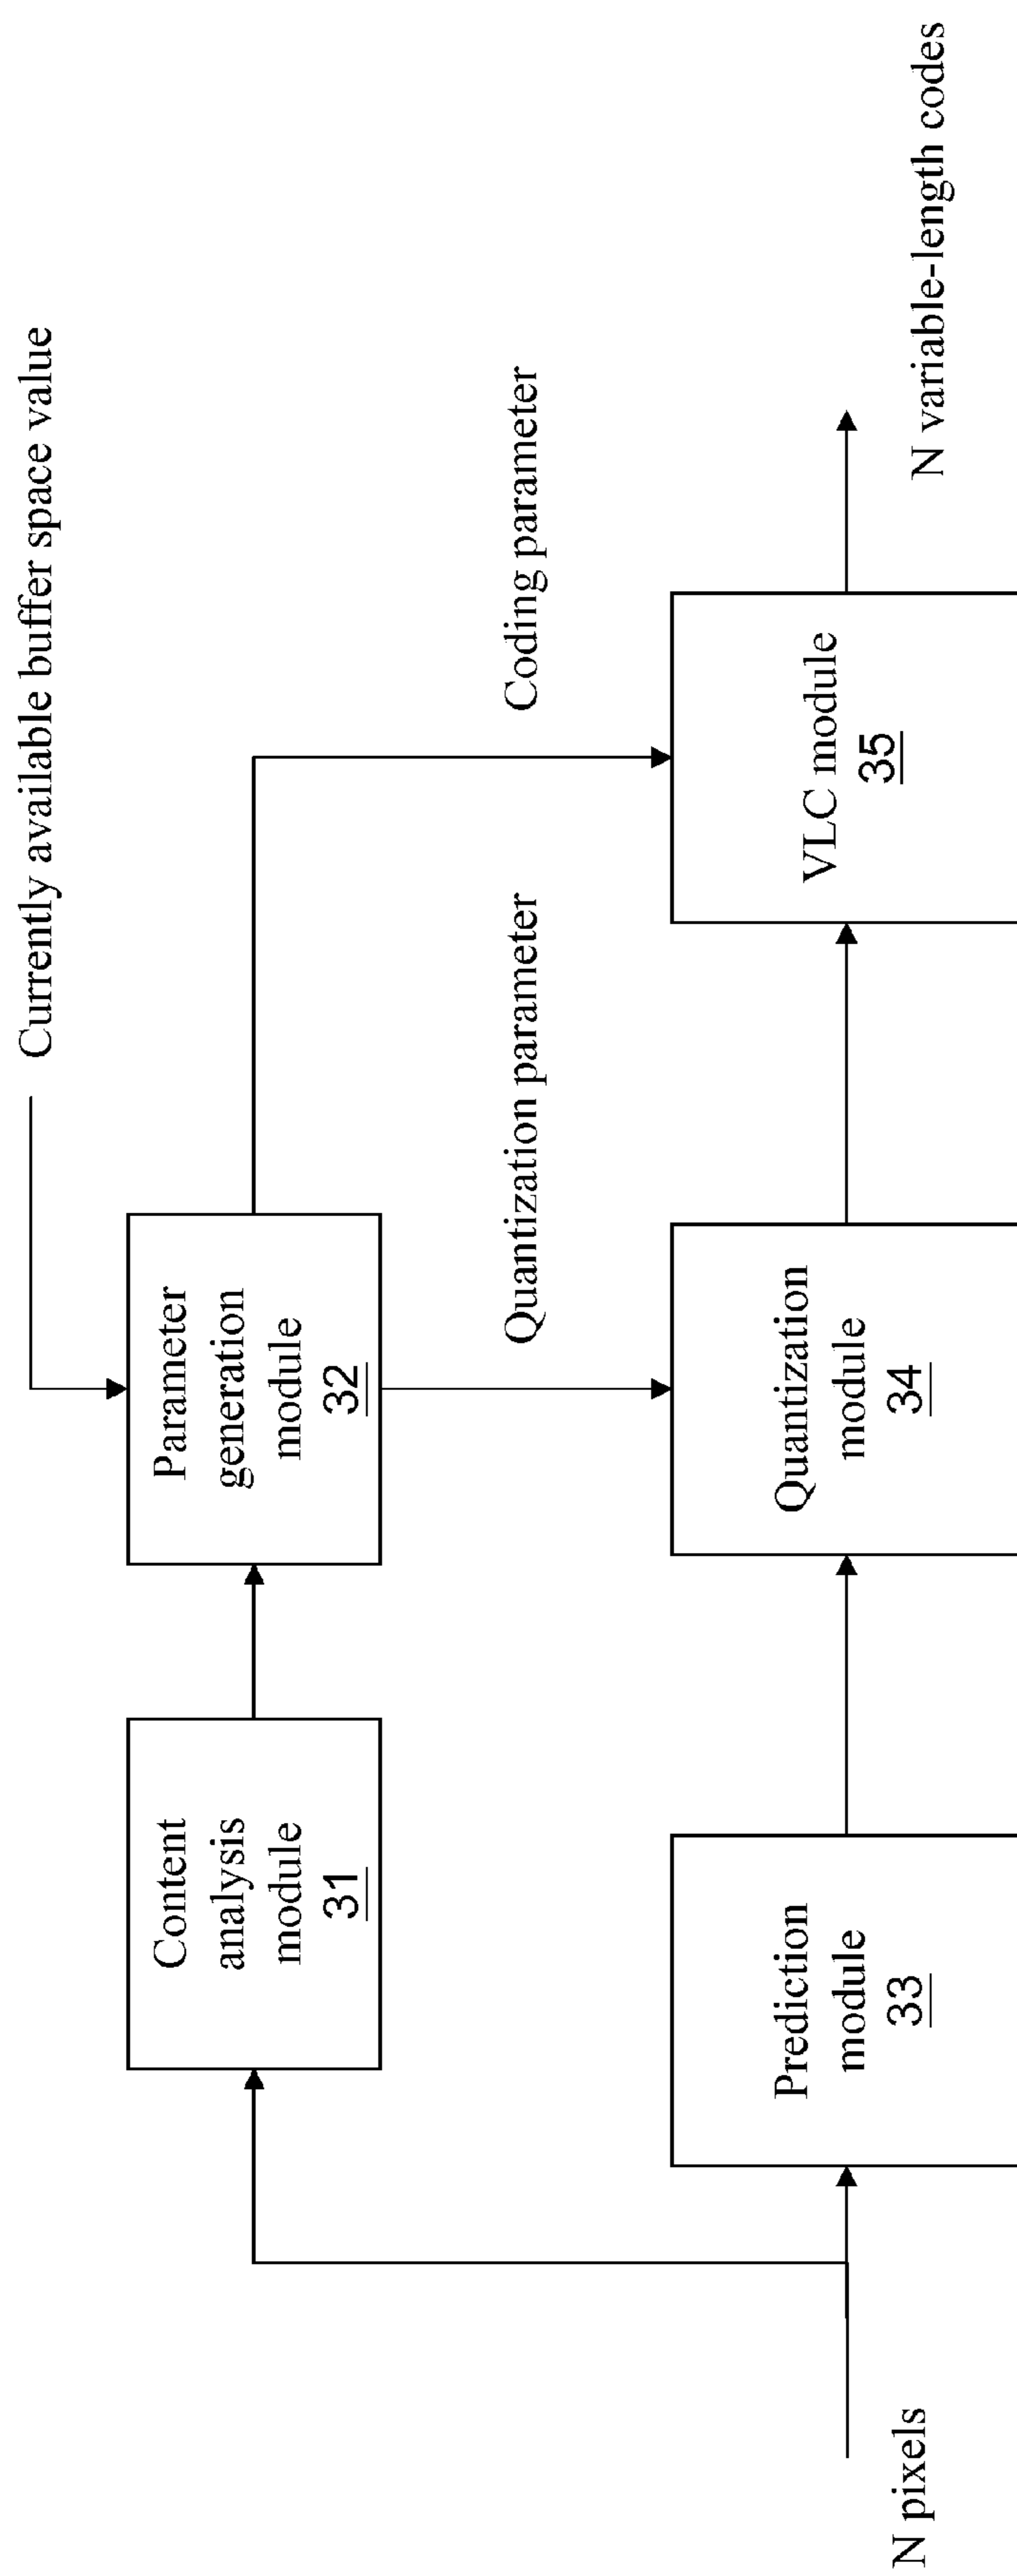 Currently available buffer space value
Content
analysis
module
31
Parameter
generation
module
32
Quantization parameter
Coding parameter
N pixels
Prediction
module
33
Quantization
module
34
VLC module
35
N variable-length codes